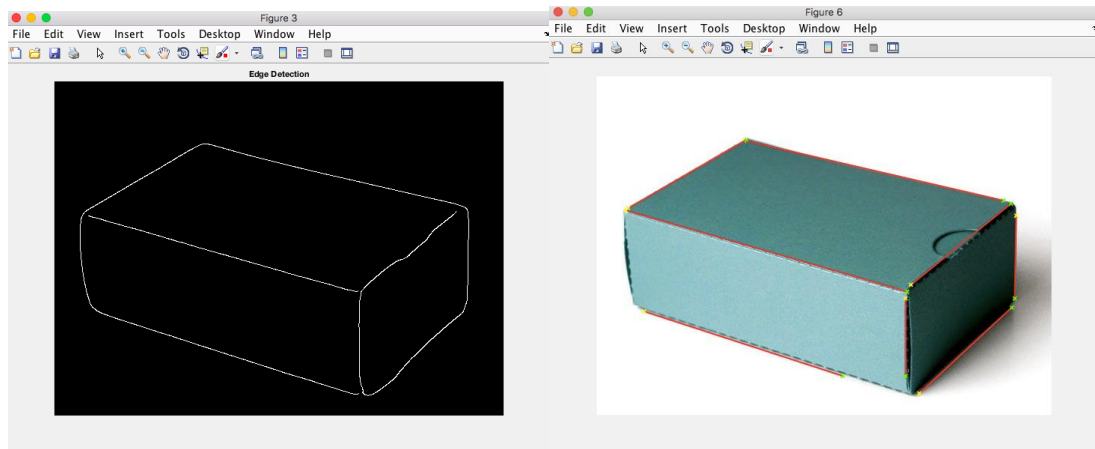 Figure 3
File Edit View Insert Tools Desktop Window Help
Edge Detection
Figure 6
File Edit View Insert Tools Desktop Window Help